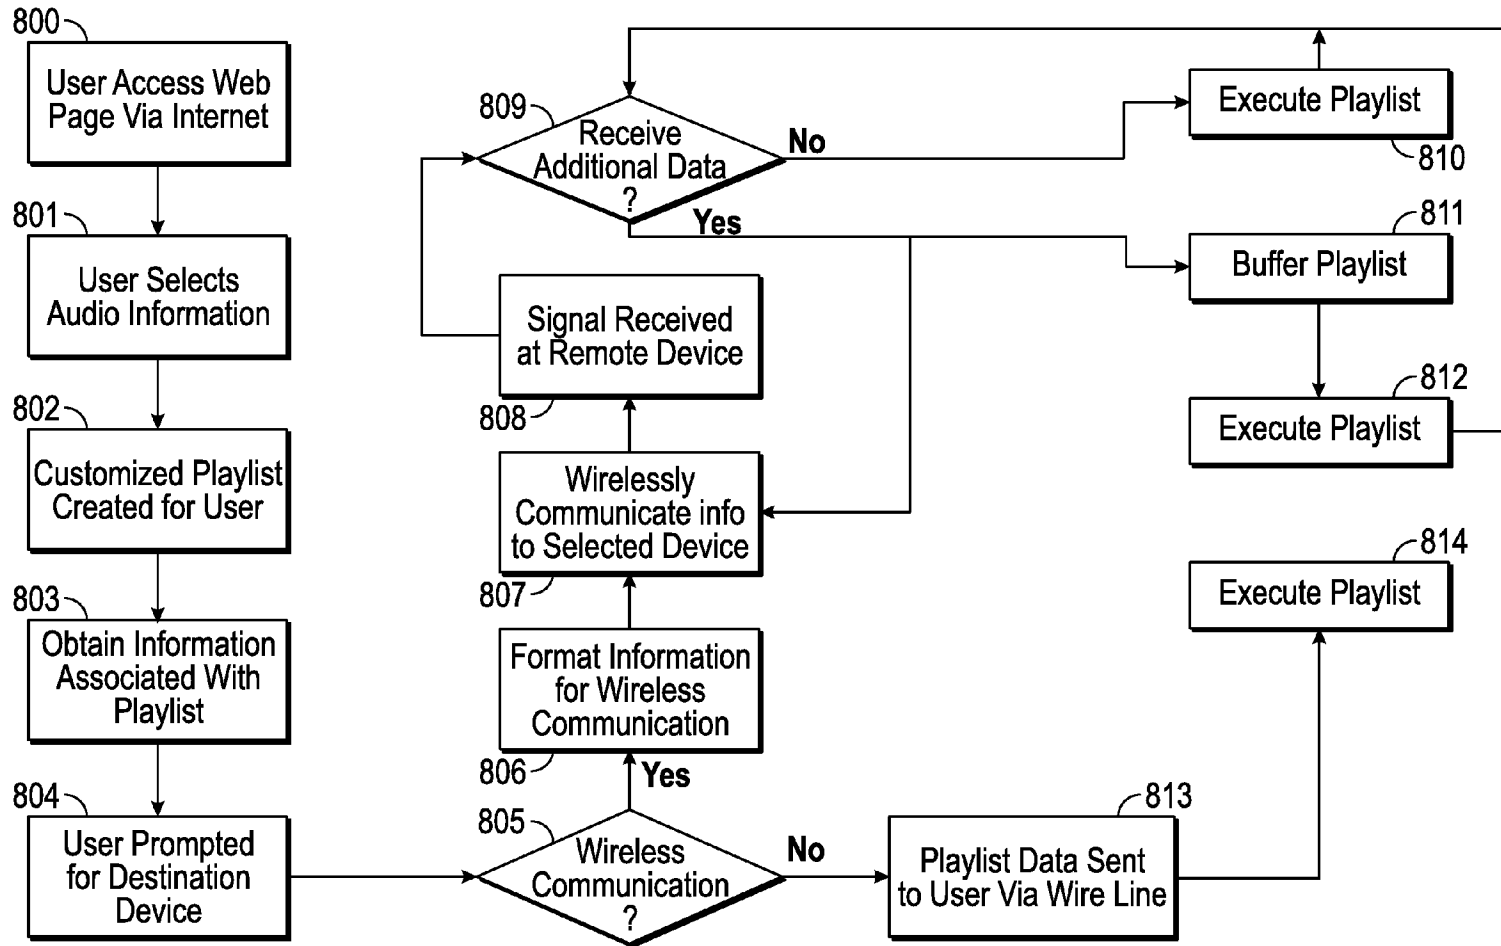 800
User Access Web
Page Via Internet
801
User Selects
Audio Information
802
Customized Playlist
Created for User
803
Obtain Information
Associated With
Playlist
804
User Prompted
for Destination
Device
805
Wireless
Communication
?
Yes
No
806
Format Information
for Wireless
Communication
807
Wirelessly
Communicate info
to Selected Device
808
Signal Received
at Remote Device
809
Receive
Additional Data
?
No
Yes
Execute Playlist
810
811
Buffer Playlist
812
Execute Playlist
813
Playlist Data Sent
to User Via Wire Line
814
Execute Playlist